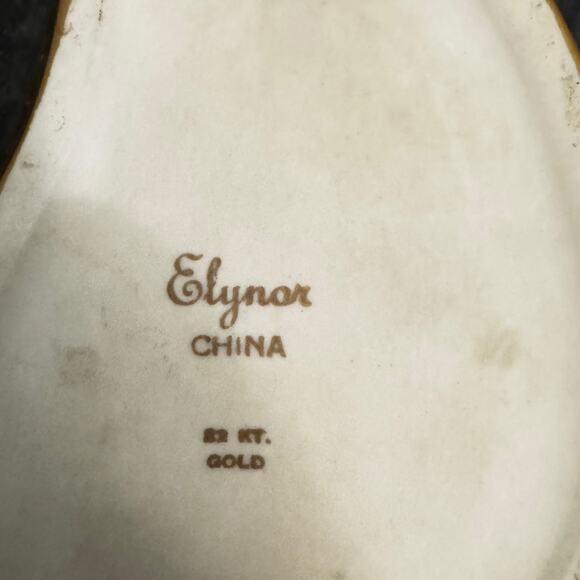 Elynor
CHINA
22 KT.
GOLD